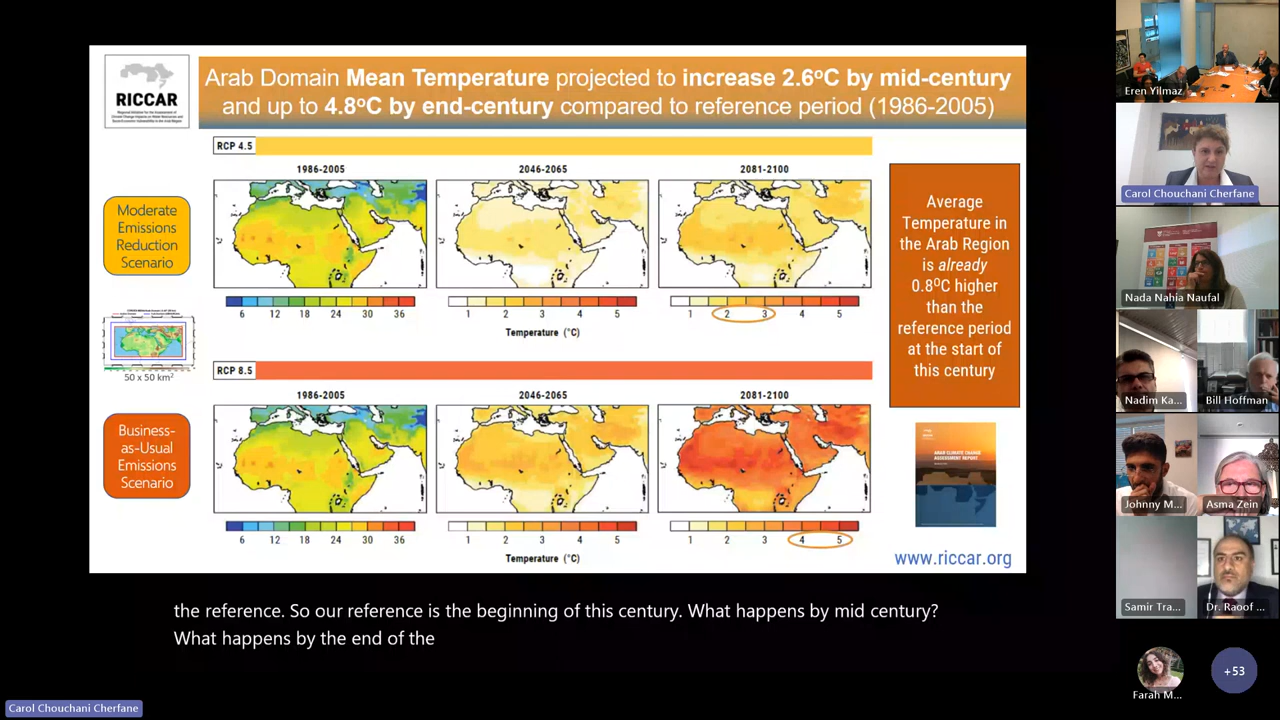 RICCAR
Arab Domain Mean Temperature projected to increase 2.6ºC by mid-century
and up to 4.8ºC by end-century compared to reference period (1986-2005)
RCP 4.5
1986-2005
2046-2065
2081-2100
Moderate
Emissions
Reduction
Scenario
6 12 18 24 30 36
1 2 3 4 5
1 2 3 4 5
Temperature (°C)
50 x 50 km²
RCP 8.5
1986-2005
2046-2065
2081-2100
Business-
as-Usual
Emissions
Scenario
6 12 18 24 30 36
1 2 3 4 5
1 2 3 4 5
Temperature (°C)
Average
Temperature in
the Arab Region
is already
0.8ºC higher
than the
reference period
at the start of
this century
ARAB CLIMATE CHANGE
ASSESSMENT REPORT
www.riccar.org
the reference. So our reference is the beginning of this century. What happens by mid century?
What happens by the end of the
Carol Chouchani Cherfane
Eren Yilmaz
Carol Chouchani Cherfane
Nada Nahia Naufal
Nadim Ka...
Bill Hoffman
Johnny M...
Asma Zein
Samir Tra...
Dr. Raoof ...
Farah M...
+53